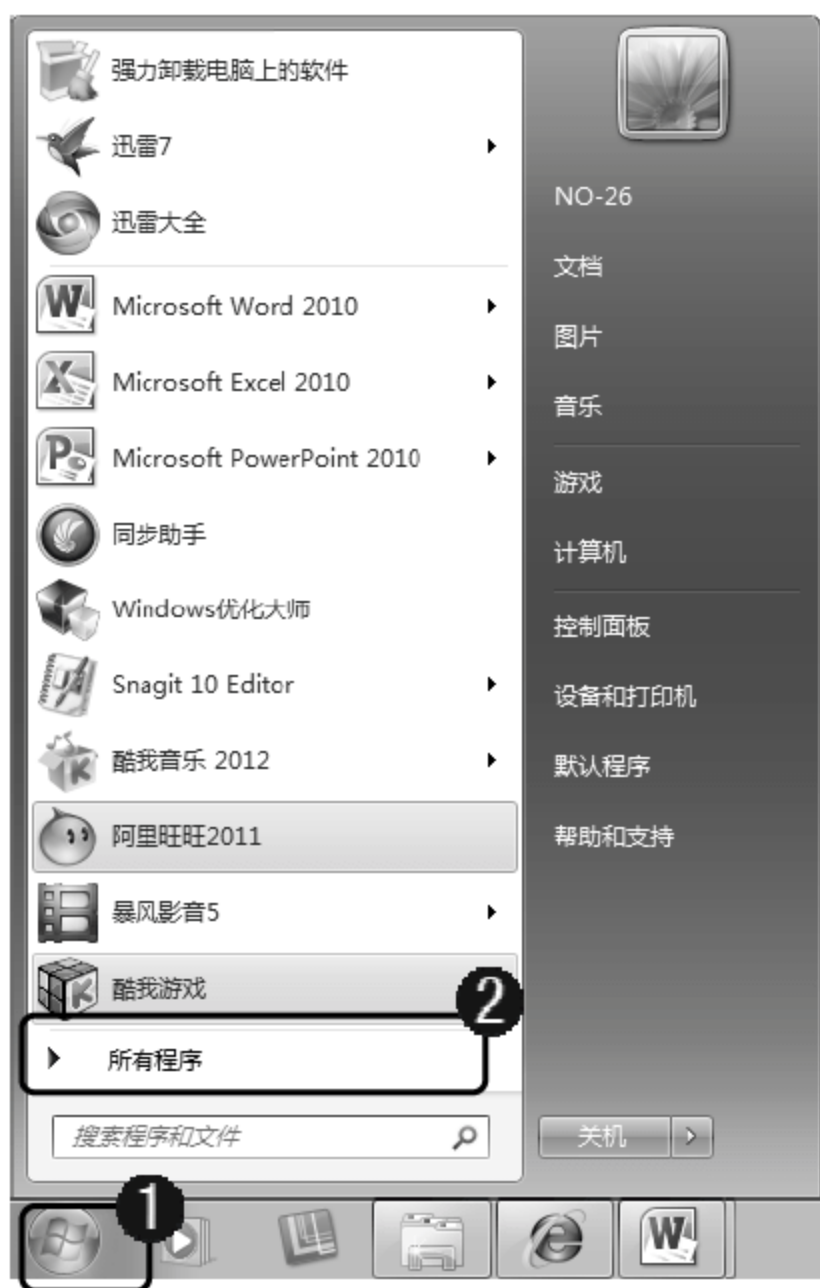 强力卸载电脑上的软件
迅雷7
迅雷大全
Microsoft Word 2010
Microsoft Excel 2010
Microsoft PowerPoint 2010
同步助手
Windows优化大师
Snagit 10 Editor
酷我音乐 2012
阿里旺旺2011
暴风影音5
酷我游戏
2
所有程序
搜索程序和文件
1
NO-26
文档
图片
音乐
游戏
计算机
控制面板
设备和打印机
默认程序
帮助和支持
关机